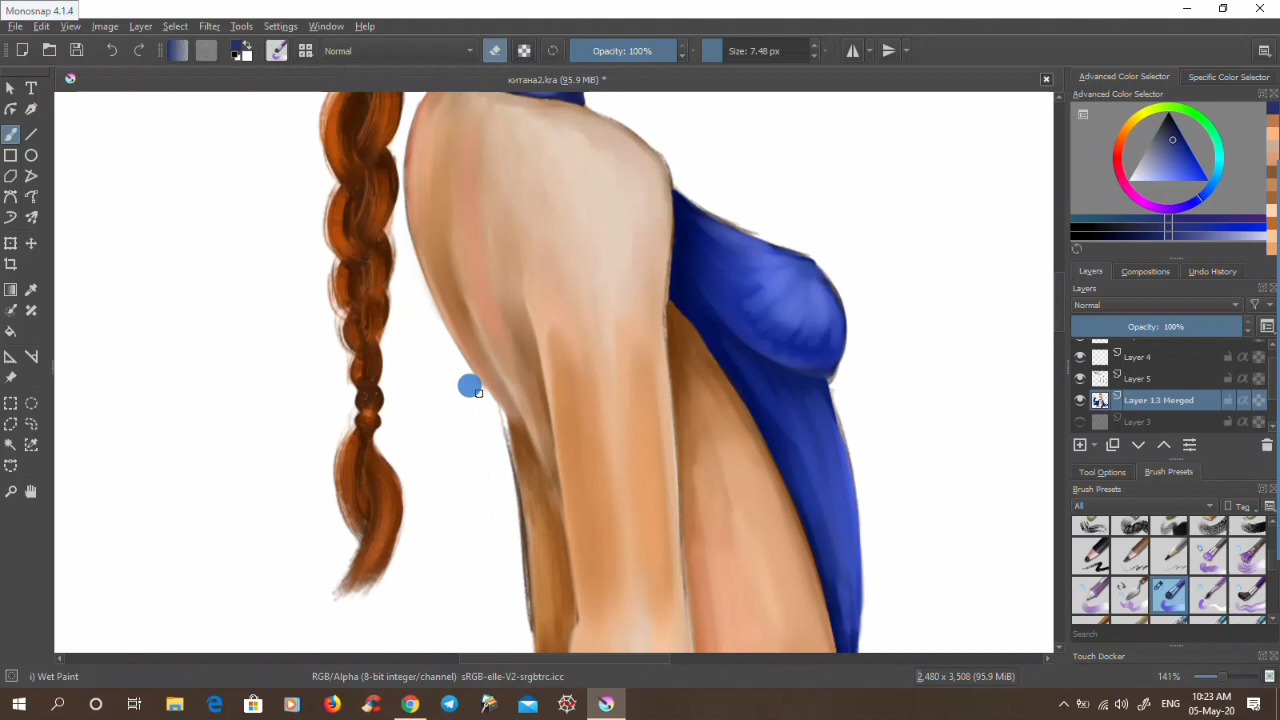 Monosnap 4.1.4
File Edit View Image Layer Select Filter Tools Settings Window Help
Normal
Opacity: 100%
Size: 7.48 px
китана2.kra (95.9 MiB) *
Advanced Color Selector
Specific Color Selector
Advanced Color Selector
Layers
Compositions
Undo History
Layers
Normal
Opacity: 100%
Layer 4
Layer 5
Layer 13 Merged
Layer 3
Tool Options
Brush Presets
Brush Presets
All
Tag
Search
Touch Docker
i) Wet Paint
RGB/Alpha (8-bit integer/channel) sRGB-elle-V2-srgbtrc.icc
2,480 x 3,508 (95.9 MiB)
141%
ENG
10:23 AM
05-May-20